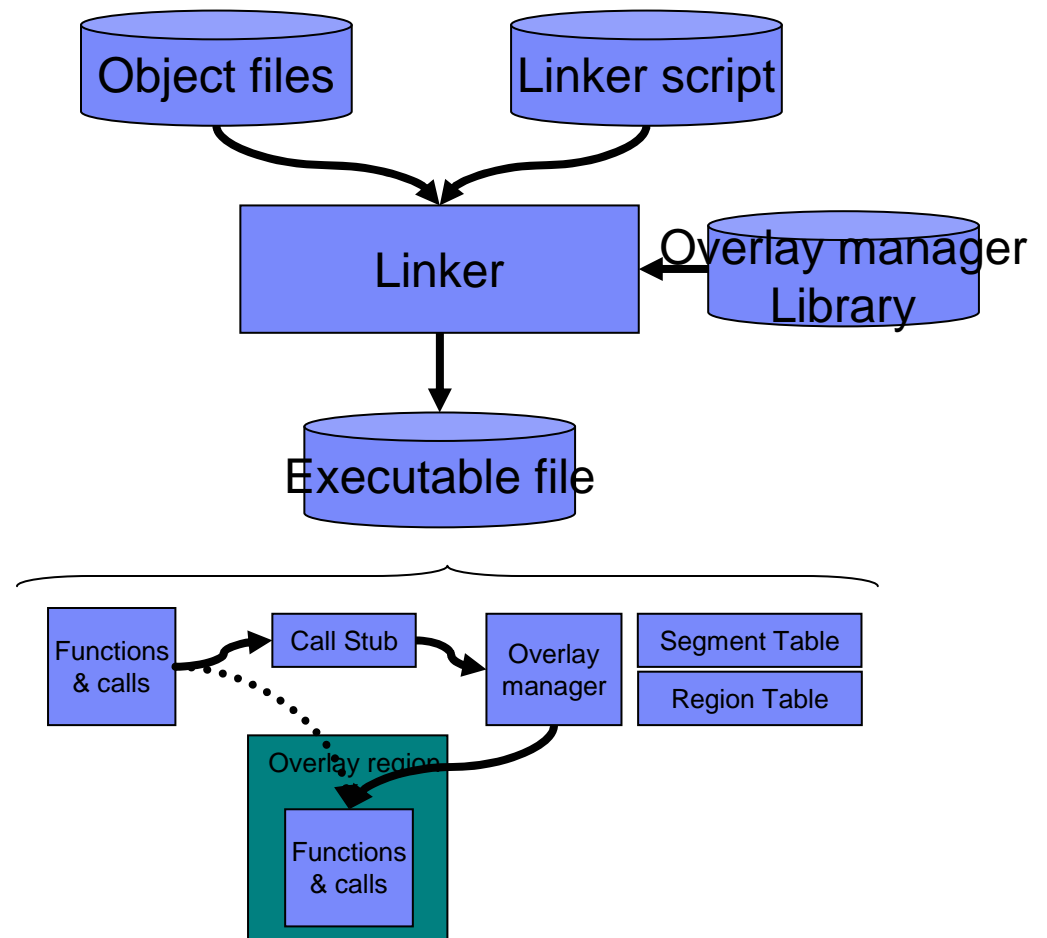 Object files
Linker script
Linker
Overlay manager
Library
Executable file
Functions
& calls
Call Stub
Overlay
manager
Segment Table
Region Table
Overlay region
Functions
& calls